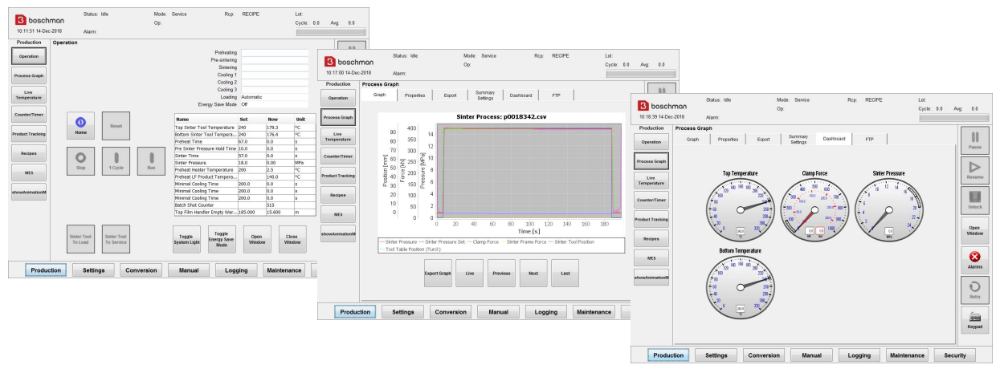 boschman
10:11:51 14-Dec-2018
Status: Idle
Mode: Service
Rcp: RECIPE
Lot:
Op:
Cycle: 0.0 Avg: 0.0
Alarm:
Production
Operation
Operation
Process Graph
Live Temperature
Counter/Timer
Product Tracking
Recipes
MES
showAnimationM
Preheating
Pre-sintering
Sintering
Cooling 1
Cooling 2
Cooling 3
Loading Automatic
Energy Save Mode Off
Home
Reset
Stop
1 Cycle
Run
Name Set Now Unit
Top Sinter Tool Temperature 240 179.3 ºC
Bottom Sinter Tool Tempera... 240 176.4 ºC
Preheat Time 67.0 0.0 s
Pre Sinter Pressure Hold Time 10.0 0.0 s
Sinter Time 57.0 0.0 s
Sinter Pressure 18.0 0.00 MPa
Preheat Heater Temperature 200 2.5 ºC
Preheat LF Product Tempera... 140.0 ºC
Minimal Cooling Time 200.0 0.0 s
Minimal Cooling Time 200.0 0.0 s
Minimal Cooling Time 200.0 0.0 s
Batch Shot Counter 515
Top Film Handler Empty War... 185.000 15.600 m
Sinter Tool To Load
Sinter Tool To Service
Toggle System Light
Toggle Energy Save Mode
Open Window
Close Window
Production Settings Conversion Manual Logging Maintenance
boschman
10:17:00 14-Dec-2018
Status: Idle
Mode: Service
Rcp: RECIPE
Lot:
Op:
Cycle: 0.0 Avg: 0.0
Alarm:
Production
Process Graph
Graph Properties Export Summary Settings Dashboard FTP
Operation
Process Graph
Live Temperature
Counter/Timer
Product Tracking
Recipes
MES
showAnimationM
Sinter Process: p0018342.csv
Position [mm]
90
80
70
60
50
40
30
20
10
0
Force [kN]
400
350
300
250
200
150
100
50
0
Pressure [MPa]
14
12
10
8
6
4
2
0
0 20 40 60 80 100 120 140 160 180
Time [s]
Sinter Pressure Sinter Pressure Set Clamp Force Sinter Frame Force Sinter Tool Position
Tool Table Position (Turcl:)
Export Graph Live Previous Next Last
Production Settings Conversion Manual Logging Maintenance
boschman
10:18:39 14-Dec-2018
Status: Idle
Mode: Service
Rcp: RECIPE
Lot:
Op:
Cycle: 0.0 Avg: 0.0
Alarm:
Production
Process Graph
Graph Properties Export Summary Settings Dashboard FTP
Operation
Process Graph
Live Temperature
Counter/Timer
Product Tracking
Recipes
MES
showAnimationM
Top Temperature
Clamp Force
Sinter Pressure
Bottom Temperature
Pause
Resume
Unlock
Open Window
Alarms
Retry
Keypad
Production Settings Conversion Manual Logging Maintenance Security